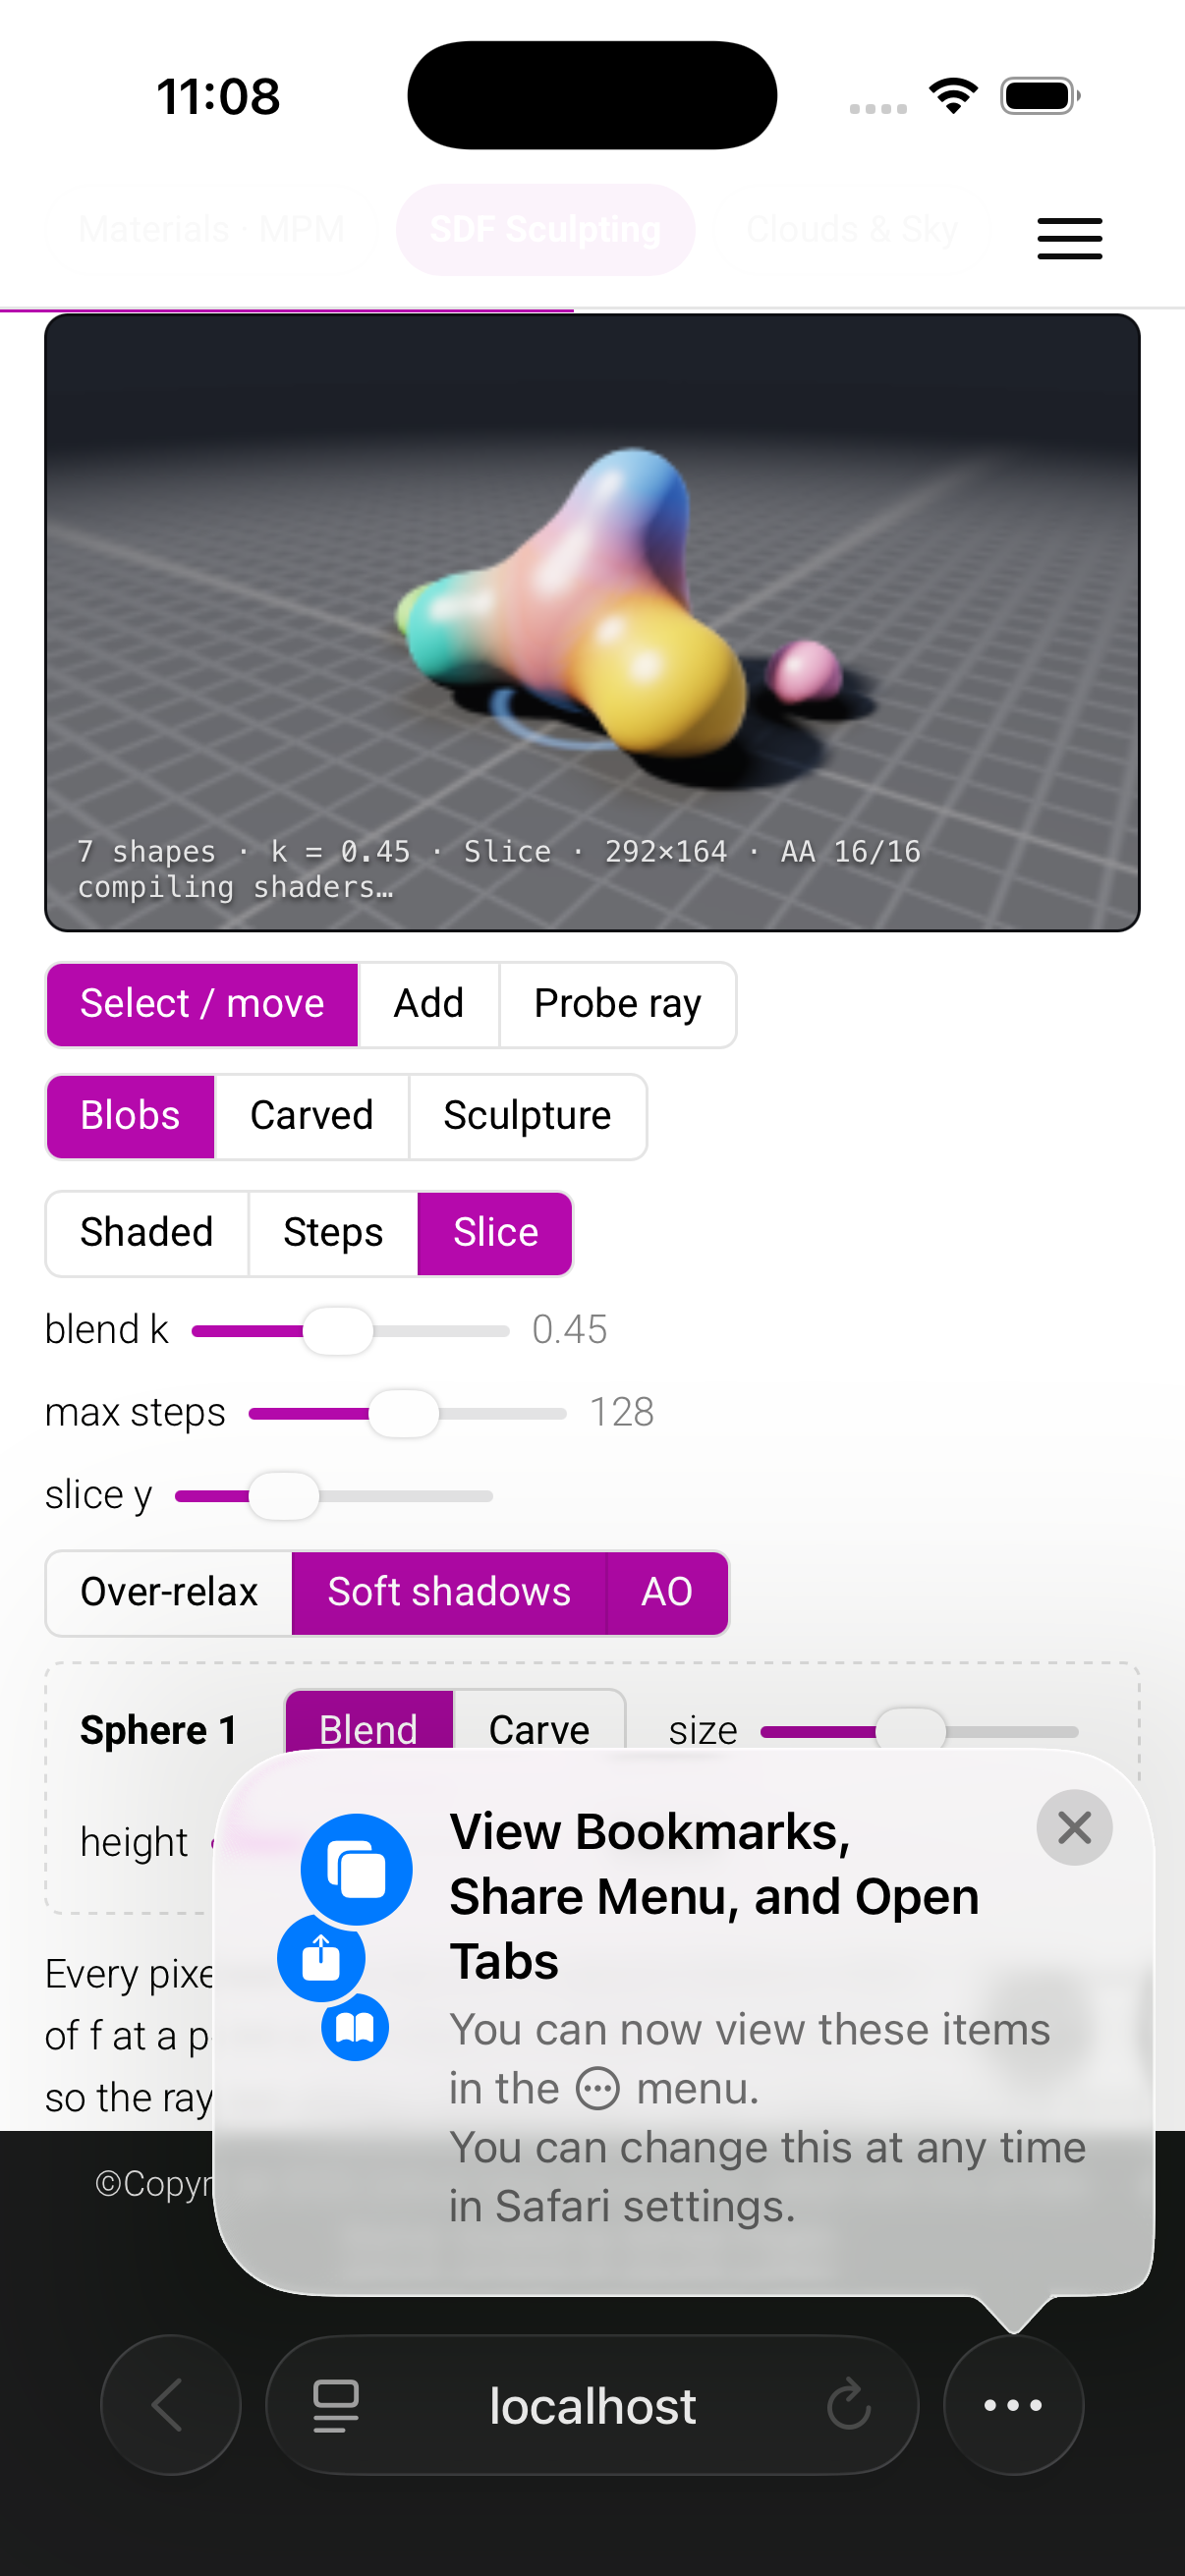 11:08
Materials · MPM SDF Sculpting Clouds & Sky
7 shapes · k = 0.45 · Slice · 292×164 · AA 16/16
compiling shaders…
Select / move Add Probe ray
Blobs Carved Sculpture
Shaded Steps Slice
blend k 0.45
max steps 128
slice y
Over-relax Soft shadows AO
Sphere 1 Blend Carve size
height
View Bookmarks,
Share Menu, and Open
Tabs
You can now view these items
in the menu.
You can change this at any time
in Safari settings.
Every
of f at a
so the ray
localhost